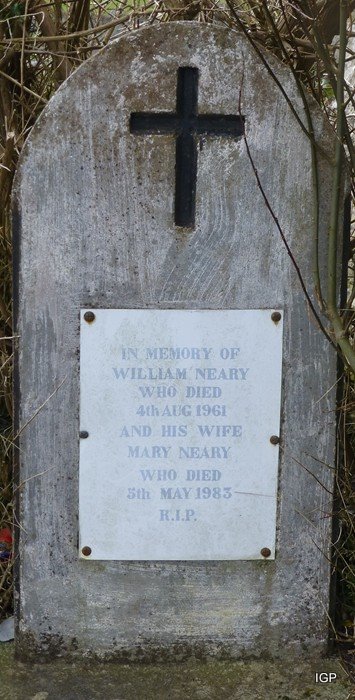 IN MEMORY OF
WILLIAM NEARY
WHO DIED
4th AUG 1961
AND HIS WIFE
MARY NEARY
WHO DIED
5th MAY 1983
R.I.P.
IGP